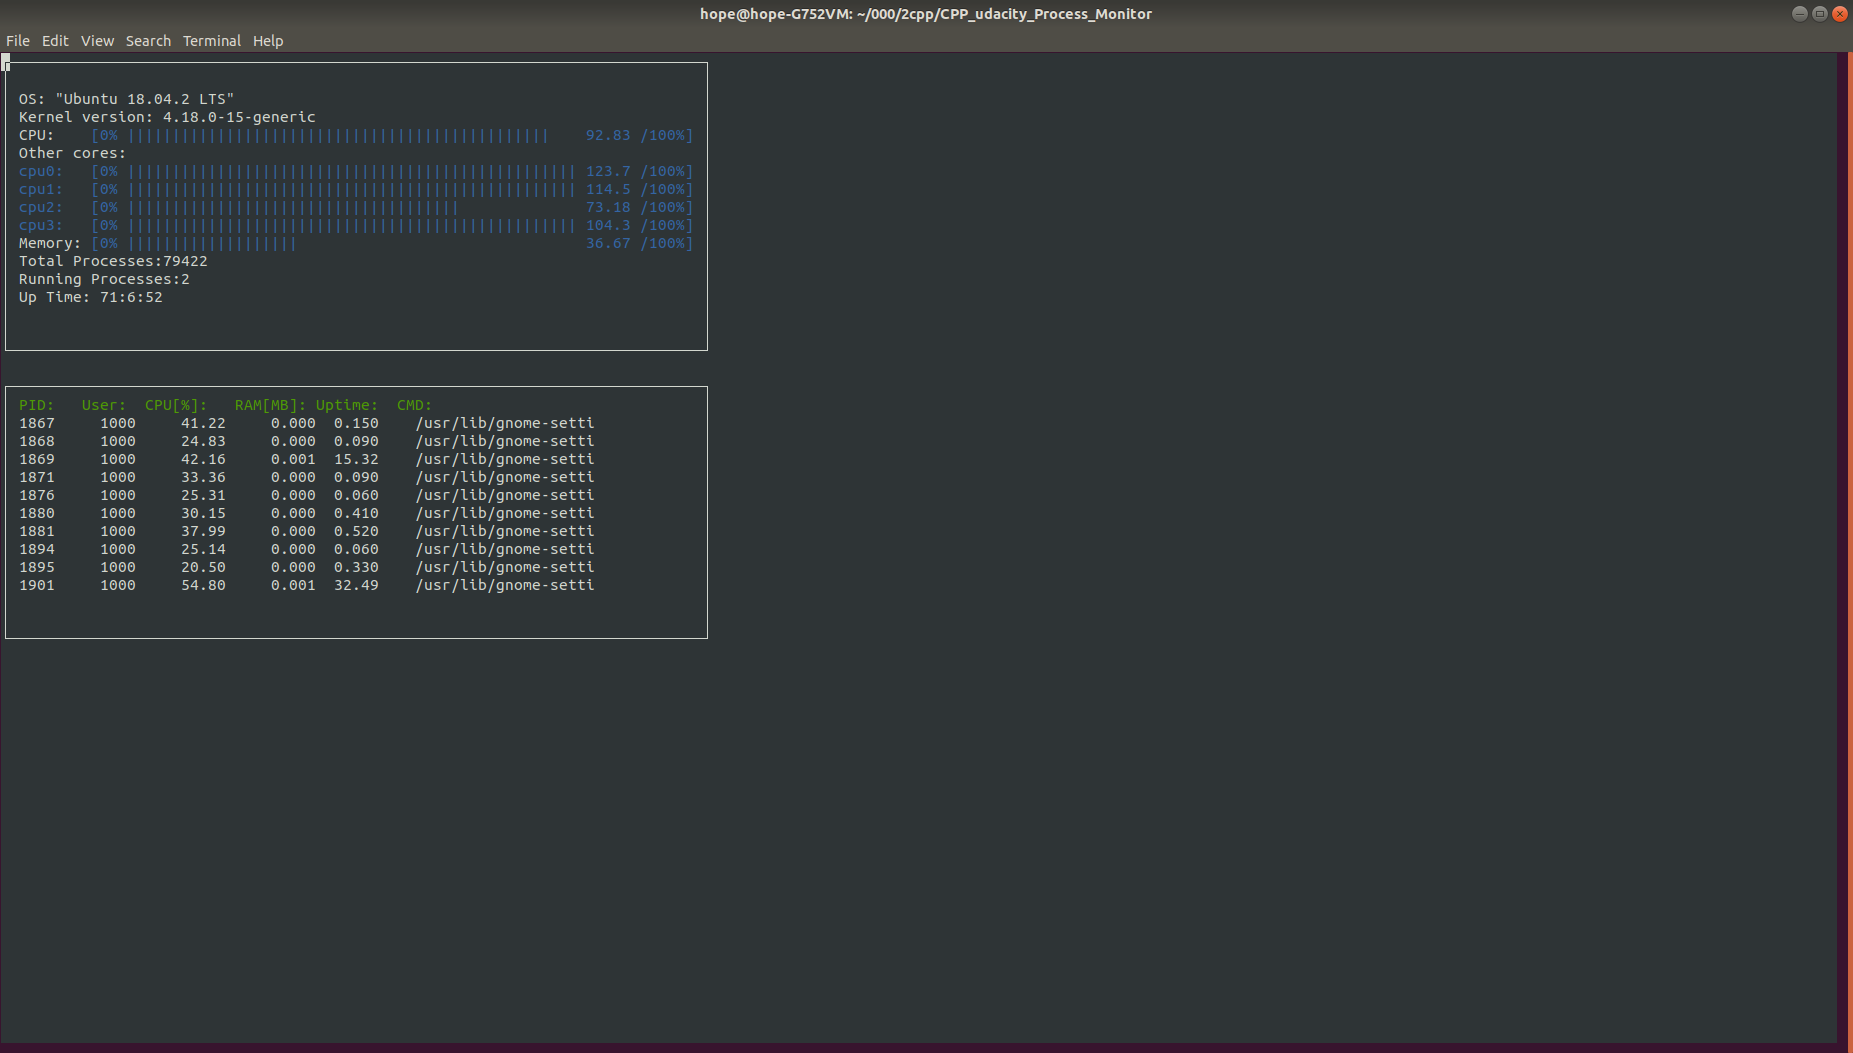 hope@hope-G752VM: ~/000/2cpp/CPP_udacity_Process_Monitor
File Edit View Search Terminal Help
OS: "Ubuntu 18.04.2 LTS"
Kernel version: 4.18.0-15-generic
CPU: [0% ||||||||||||||||||||||||||||||||||||||||||||||| 92.83 /100%]
Other cores:
cpu0: [0% |||||||||||||||||||||||||||||||||||||||||||||||||| 123.7 /100%]
cpu1: [0% |||||||||||||||||||||||||||||||||||||||||||||||||| 114.5 /100%]
cpu2: [0% ||||||||||||||||||||||||||||||||||||| 73.18 /100%]
cpu3: [0% |||||||||||||||||||||||||||||||||||||||||||||||||| 104.3 /100%]
Memory: [0% ||||||||||||||||||| 36.67 /100%]
Total Processes:79422
Running Processes:2
Up Time: 71:6:52
PID: User: CPU[%]: RAM[MB]: Uptime: CMD:
1867 1000 41.22 0.000 0.150 /usr/lib/gnome-setti
1868 1000 24.83 0.000 0.090 /usr/lib/gnome-setti
1869 1000 42.16 0.001 15.32 /usr/lib/gnome-setti
1871 1000 33.36 0.000 0.090 /usr/lib/gnome-setti
1876 1000 25.31 0.000 0.060 /usr/lib/gnome-setti
1880 1000 30.15 0.000 0.410 /usr/lib/gnome-setti
1881 1000 37.99 0.000 0.520 /usr/lib/gnome-setti
1894 1000 25.14 0.000 0.060 /usr/lib/gnome-setti
1895 1000 20.50 0.000 0.330 /usr/lib/gnome-setti
1901 1000 54.80 0.001 32.49 /usr/lib/gnome-setti